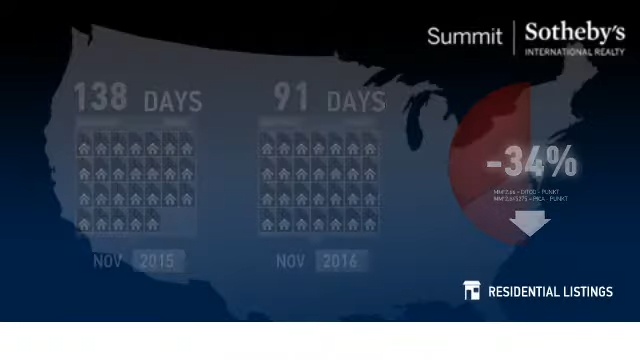 Summit | Sotheby's
INTERNATIONAL REALTY
138 DAYS
91 DAYS
-34%
NOV 2015
NOV 2016
RESIDENTIAL LISTINGS